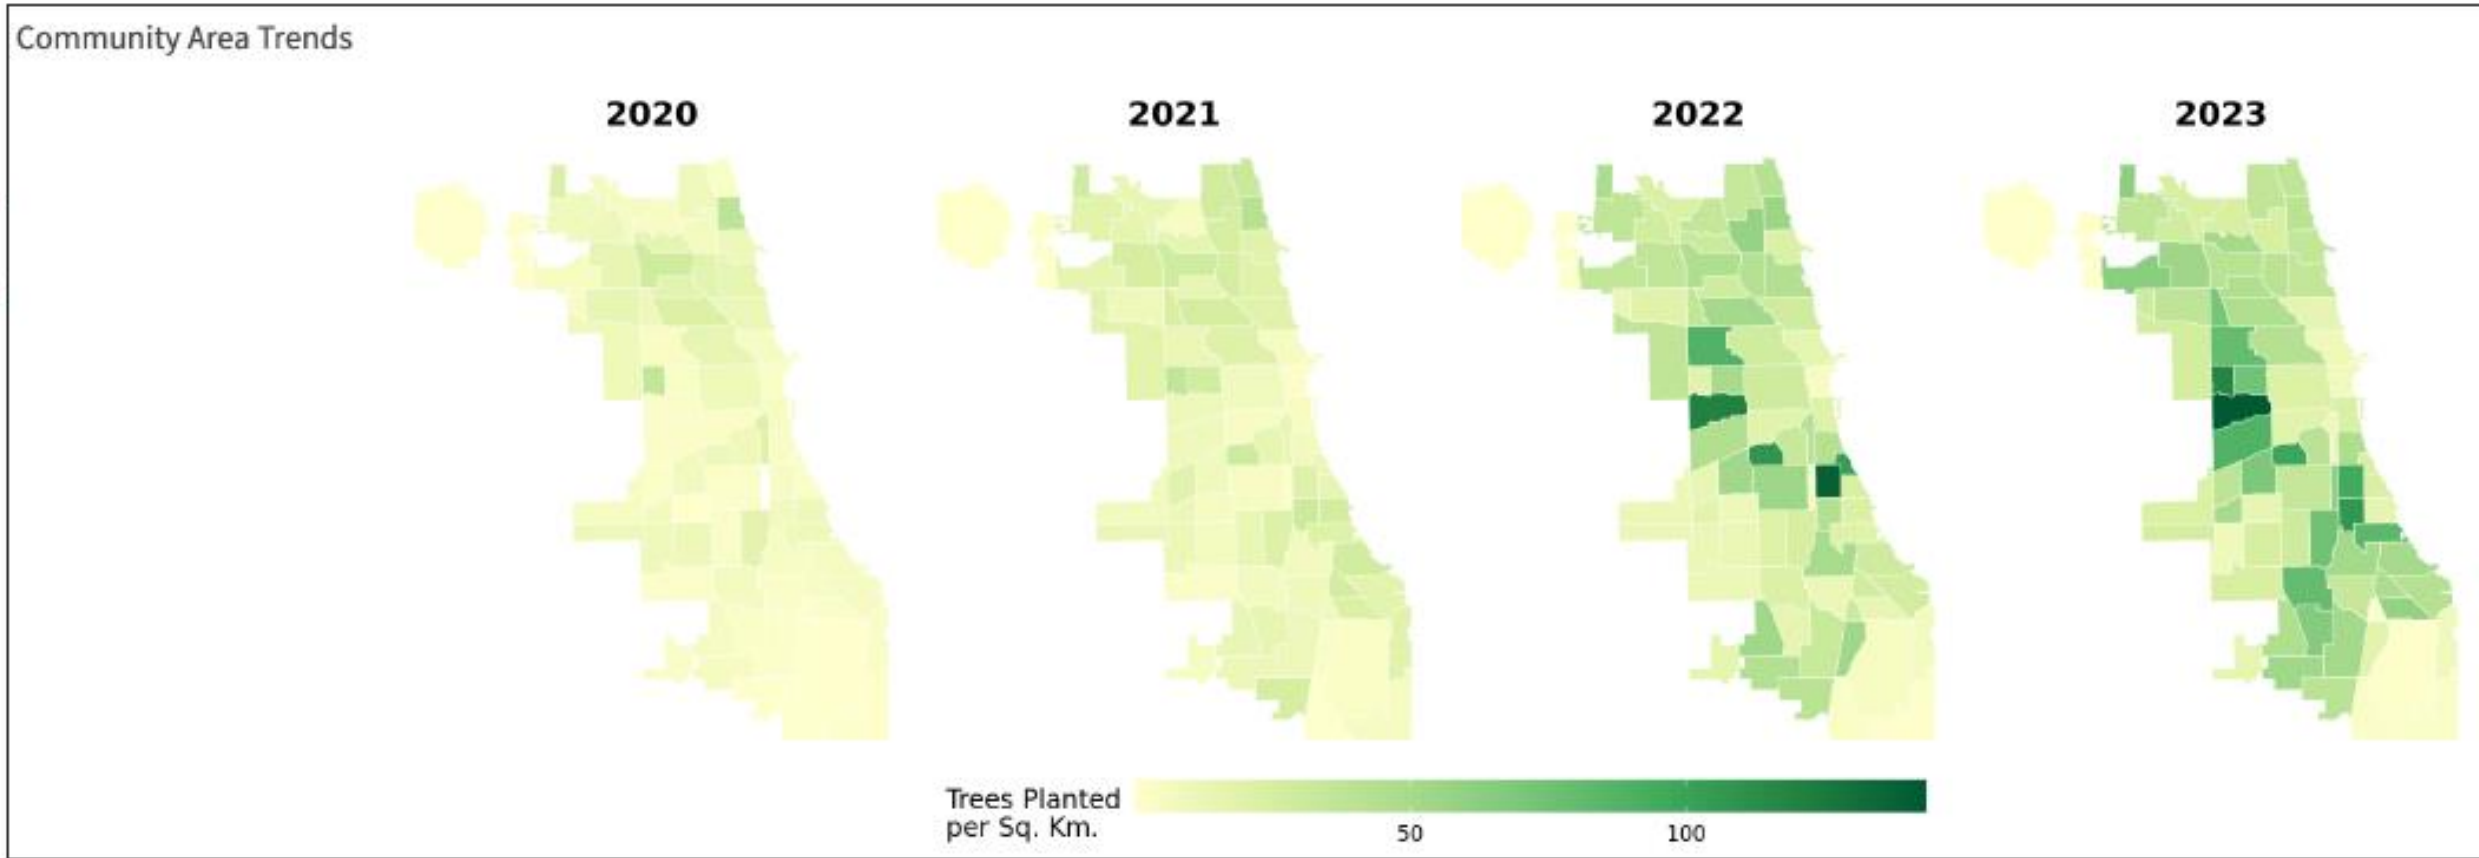 Community Area Trends
2020 2021 2022 2023
Trees Planted
per Sq. Km.
50 100